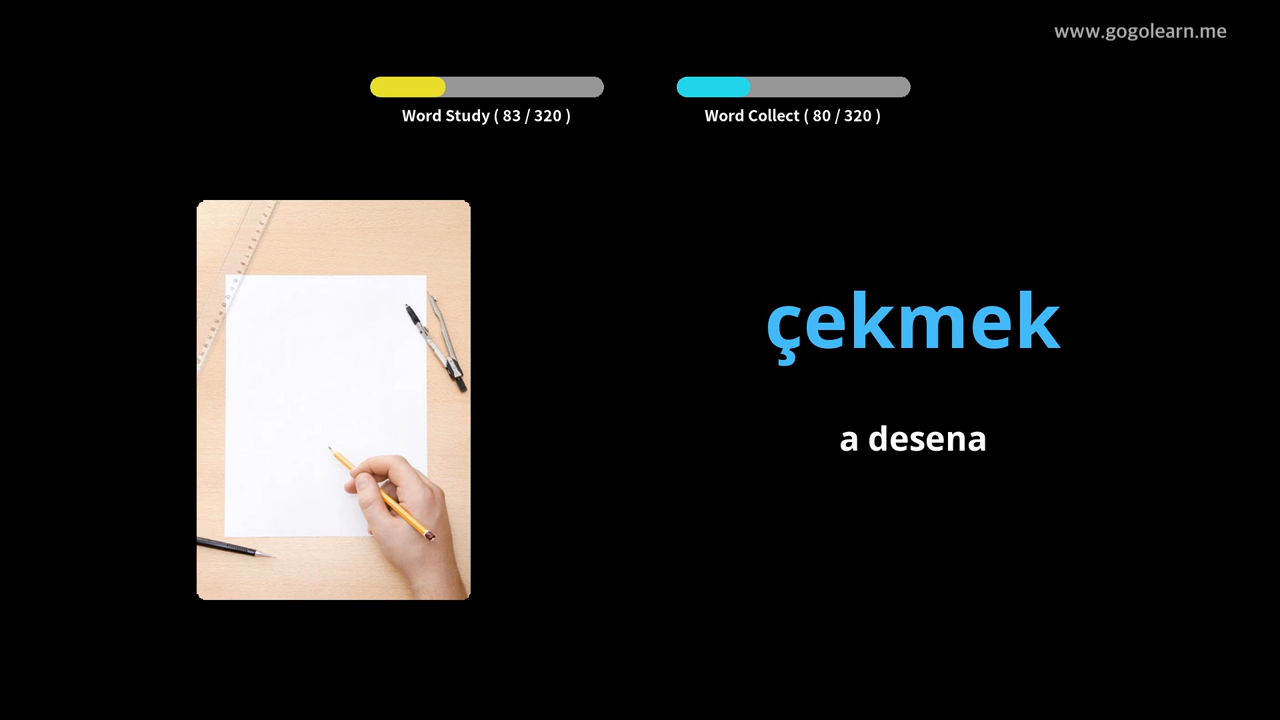 www.gogolearn.me
Word Study ( 83 / 320 )
Word Collect ( 80 / 320 )
çekmek
a desena